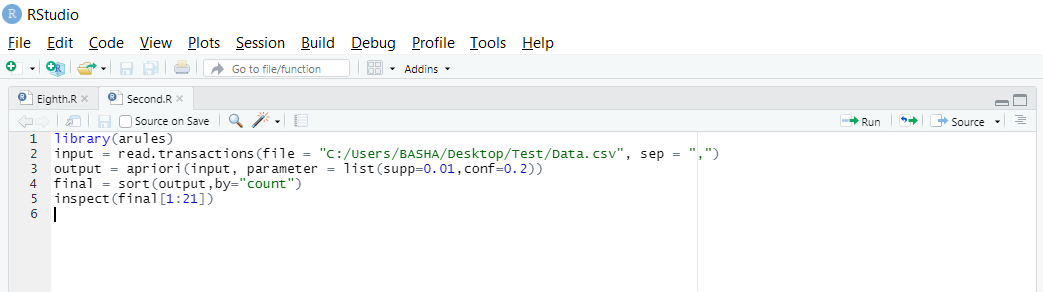 RStudio
File Edit Code View Plots Session Build Debug Profile Tools Help
Go to file/function Addins
Eighth.R Second.R
Source on Save Run Source
1 library(arules)
2 input = read.transactions(file = "C:/Users/BASHA/Desktop/Test/Data.csv", sep = ",")
3 output = apriori(input, parameter = list(supp=0.01,conf=0.2))
4 final = sort(output,by="count")
5 inspect(final[1:21])
6